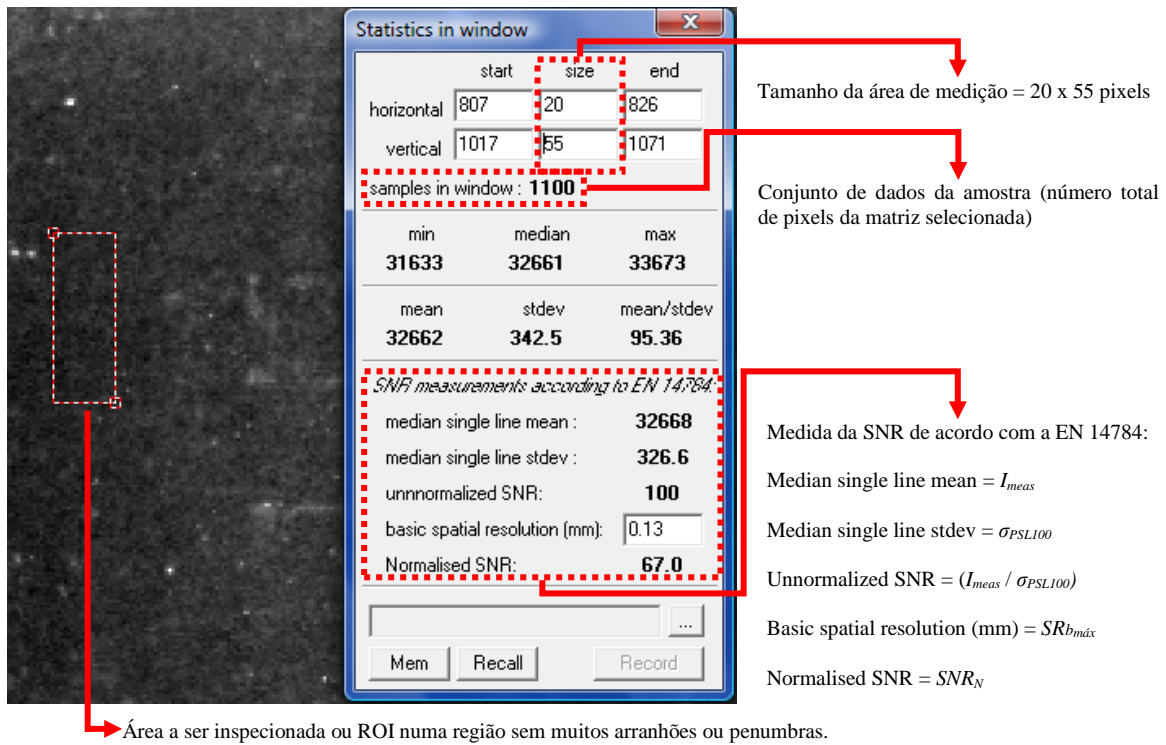 Statistics in window
X
start size end
horizontal 807 20 826
vertical 1017 55 1071
samples in window : 1100
min median max
31633 32661 33673
mean stdev mean/stdev
32662 342.5 95.36
SNR measurements according to EN 14784:
median single line mean : 32668
median single line stdev : 326.6
unnnormalized SNR: 100
basic spatial resolution (mm): 0.13
Normalised SNR: 67.0
...
Mem Recall Record
Tamanho da área de medição = 20 x 55 pixels
Conjunto de dados da amostra (número total
de pixels da matriz selecionada)
Medida da SNR de acordo com a EN 14784:
Median single line mean = Imeas
Median single line stdev = σPSL100
Unnormalized SNR = (Imeas / σPSL100)
Basic spatial resolution (mm) = SRbmáx
Normalised SNR = SNRN
Área a ser inspecionada ou ROI numa região sem muitos arranhões ou penumbras.